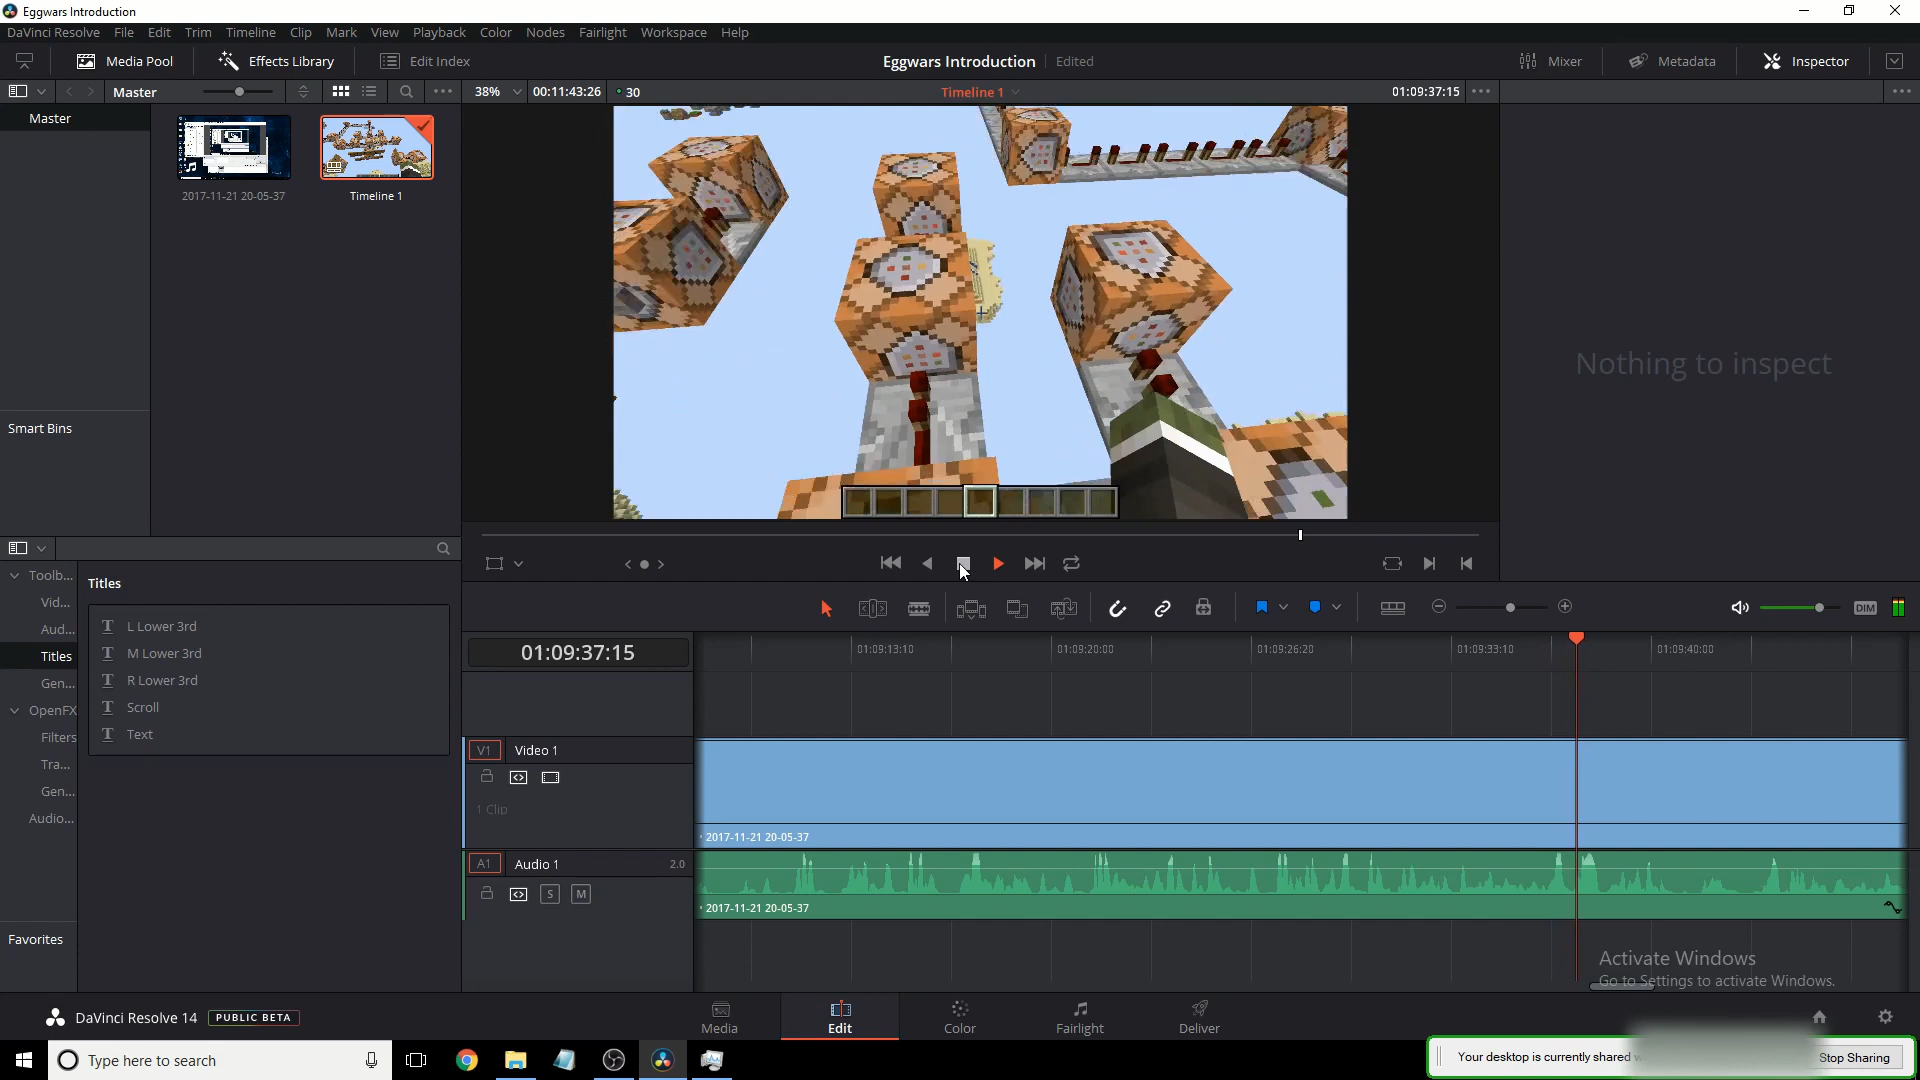 Eggwars Introduction
DaVinci Resolve File Edit Trim Timeline Clip Mark View Playback Color Nodes Fairlight Workspace Help
Media Pool Effects Library Edit Index Eggwars Introduction Edited Mixer Metadata Inspector
Master 38% 00:11:43:26 30 Timeline 1 01:09:37:15
Master
2017-11-21 20-05-37 Timeline 1
Nothing to inspect
Smart Bins
Toolb... Titles
Vid...
Aud...
Titles
Gen...
OpenFX
Filters
Tra...
Gen...
Audio...
L Lower 3rd
M Lower 3rd
R Lower 3rd
Scroll
Text
Favorites
DIM
01:09:37:15 01:09:13:10 01:09:20:00 01:09:26:20 01:09:33:10 01:09:40:00
V1 Video 1
1 Clip
2017-11-21 20-05-37
A1 Audio 1 2.0
S M
2017-11-21 20-05-37
Activate Windows
Go to Settings to activate Windows.
DaVinci Resolve 14 PUBLIC BETA Media Edit Color Fairlight Deliver
Type here to search
Your desktop is currently shared Stop Sharing